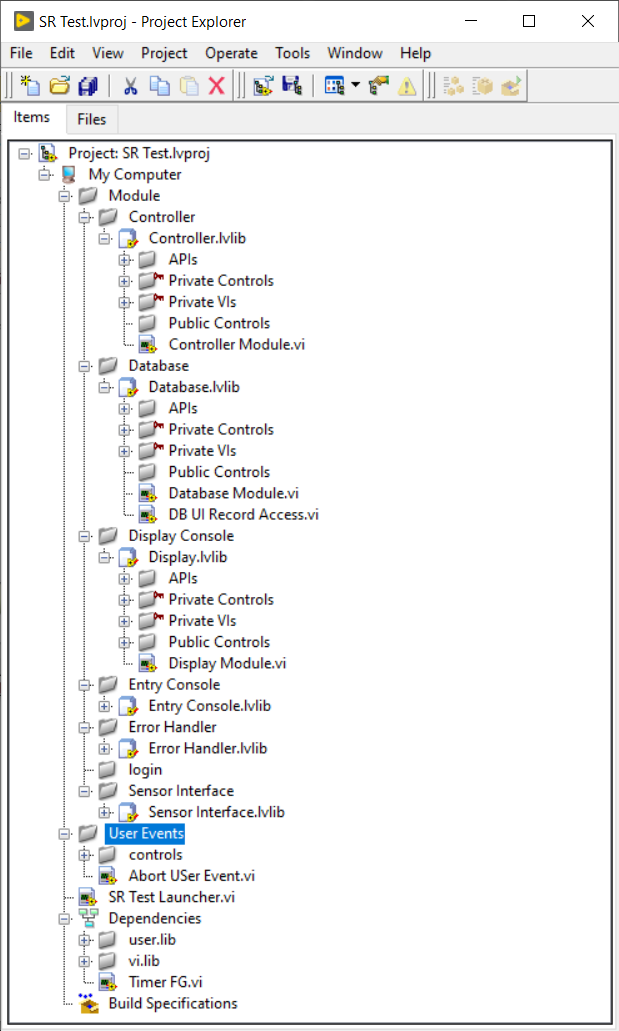 SR Test.lvproj - Project Explorer
File Edit View Project Operate Tools Window Help
Items Files
Project: SR Test.lvproj
My Computer
Module
Controller
Controller.lvlib
APIs
Private Controls
Private VIs
Public Controls
Controller Module.vi
Database
Database.lvlib
APIs
Private Controls
Private VIs
Public Controls
Database Module.vi
DB UI Record Access.vi
Display Console
Display.lvlib
APIs
Private Controls
Private VIs
Public Controls
Display Module.vi
Entry Console
Entry Console.lvlib
Error Handler
Error Handler.lvlib
login
Sensor Interface
Sensor Interface.lvlib
User Events
controls
Abort USer Event.vi
SR Test Launcher.vi
Dependencies
user.lib
vi.lib
Timer FG.vi
Build Specifications